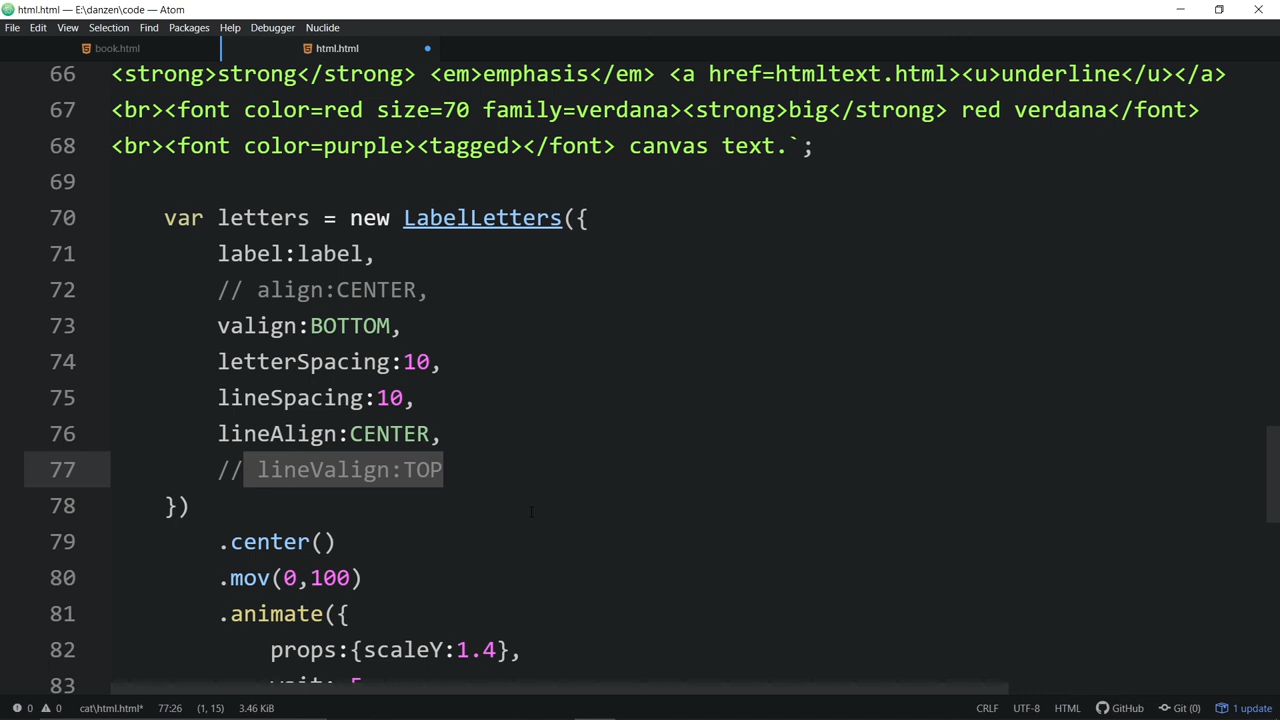 html.html — E:\danzen\code — Atom
File Edit View Selection Find Packages Help Debugger Nuclide
book.html html.html
66 <strong>strong</strong> <em>emphasis</em> <a href=htmltext.html><u>underline</u></a>
67 <br><font color=red size=70 family=verdana><strong>big</strong> red verdana</font>
68 <br><font color=purple><tagged></font> canvas text.`;
69
70 var letters = new LabelLetters({
71 label:label,
72 // align:CENTER,
73 valign:BOTTOM,
74 letterSpacing:10,
75 lineSpacing:10,
76 lineAlign:CENTER,
77 // lineValign:TOP
78 })
79 .center()
80 .mov(0,100)
81 .animate({
82 props:{scaleY:1.4},
83
0 0 cat\html.html* 77:26 (1, 15) 3.46 KiB CRLF UTF-8 HTML GitHub Git (0) 1 update